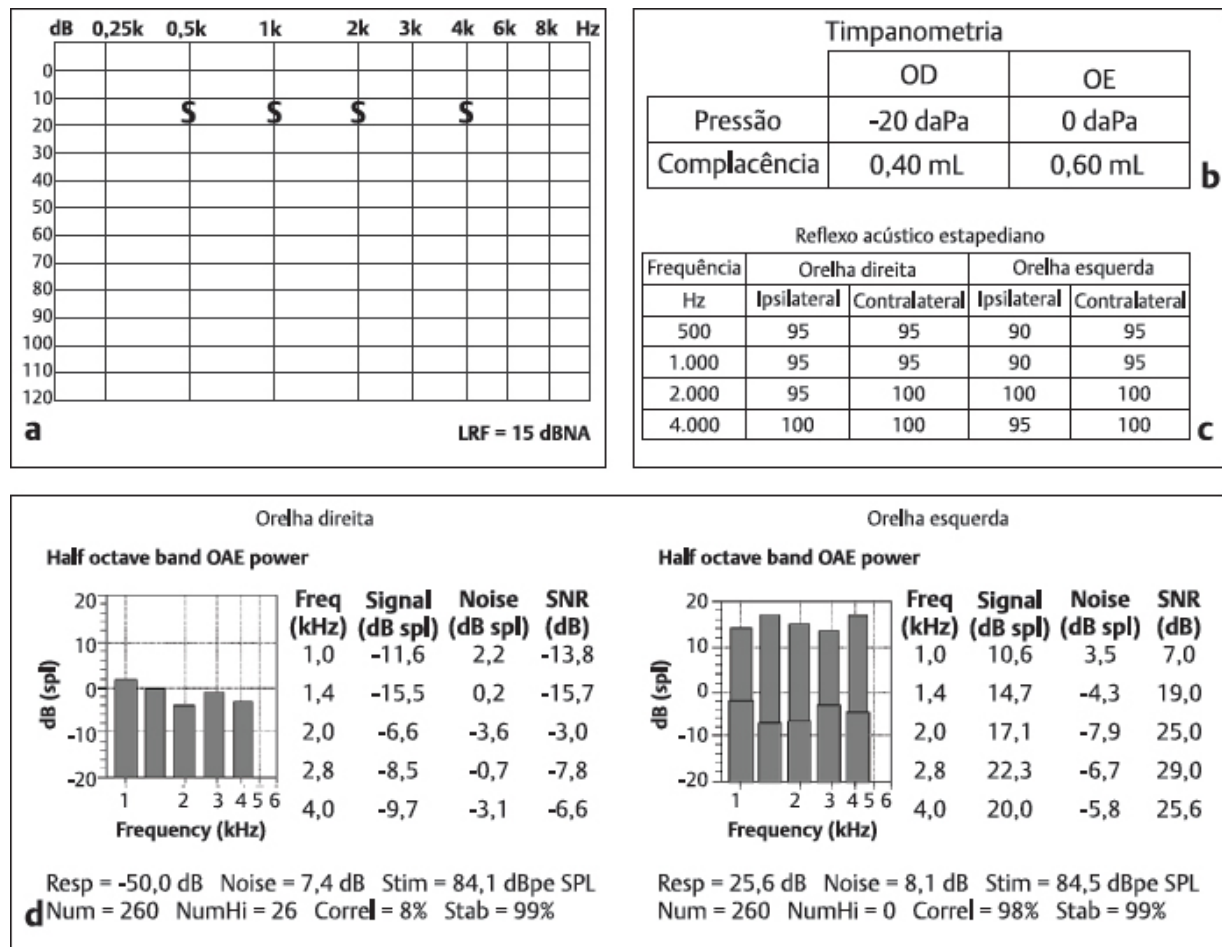 dB 0,25k 0,5k 1k 2k 3k 4k 6k 8k Hz
0
10
S S S S
20
30
40
50
60
70
80
90
100
110
120
a LRF = 15 dBNA
Timpanometria
OD OE
Pressão -20 daPa 0 daPa
Complacência 0,40 mL 0,60 mL
b
Reflexo acústico estapediano
Frequência Orelha direita Orelha esquerda
Hz Ipsilateral Contralateral Ipsilateral Contralateral
500 95 95 90 95
1.000 95 95 90 95
2.000 95 100 100 100
4.000 100 100 95 100
c
Orelha direita
Half octave band OAE power
20
10
0
-10
-20
dB (spl)
1 2 3 4 5 6
Frequency (kHz)
Freq Signal Noise SNR
(kHz) (dB spl) (dB spl) (dB)
1,0 -11,6 2,2 -13,8
1,4 -15,5 0,2 -15,7
2,0 -6,6 -3,6 -3,0
2,8 -8,5 -0,7 -7,8
4,0 -9,7 -3,1 -6,6
Resp = -50,0 dB Noise = 7,4 dB Stim = 84,1 dBpe SPL
Num = 260 NumHi = 26 Correl = 8% Stab = 99%
d
Orelha esquerda
Half octave band OAE power
20
10
0
-10
-20
dB (spl)
1 2 3 4 5 6
Frequency (kHz)
Freq Signal Noise SNR
(kHz) (dB spl) (dB spl) (dB)
1,0 10,6 3,5 7,0
1,4 14,7 -4,3 19,0
2,0 17,1 -7,9 25,0
2,8 22,3 -6,7 29,0
4,0 20,0 -5,8 25,6
Resp = 25,6 dB Noise = 8,1 dB Stim = 84,5 dBpe SPL
Num = 260 NumHi = 0 Correl = 98% Stab = 99%